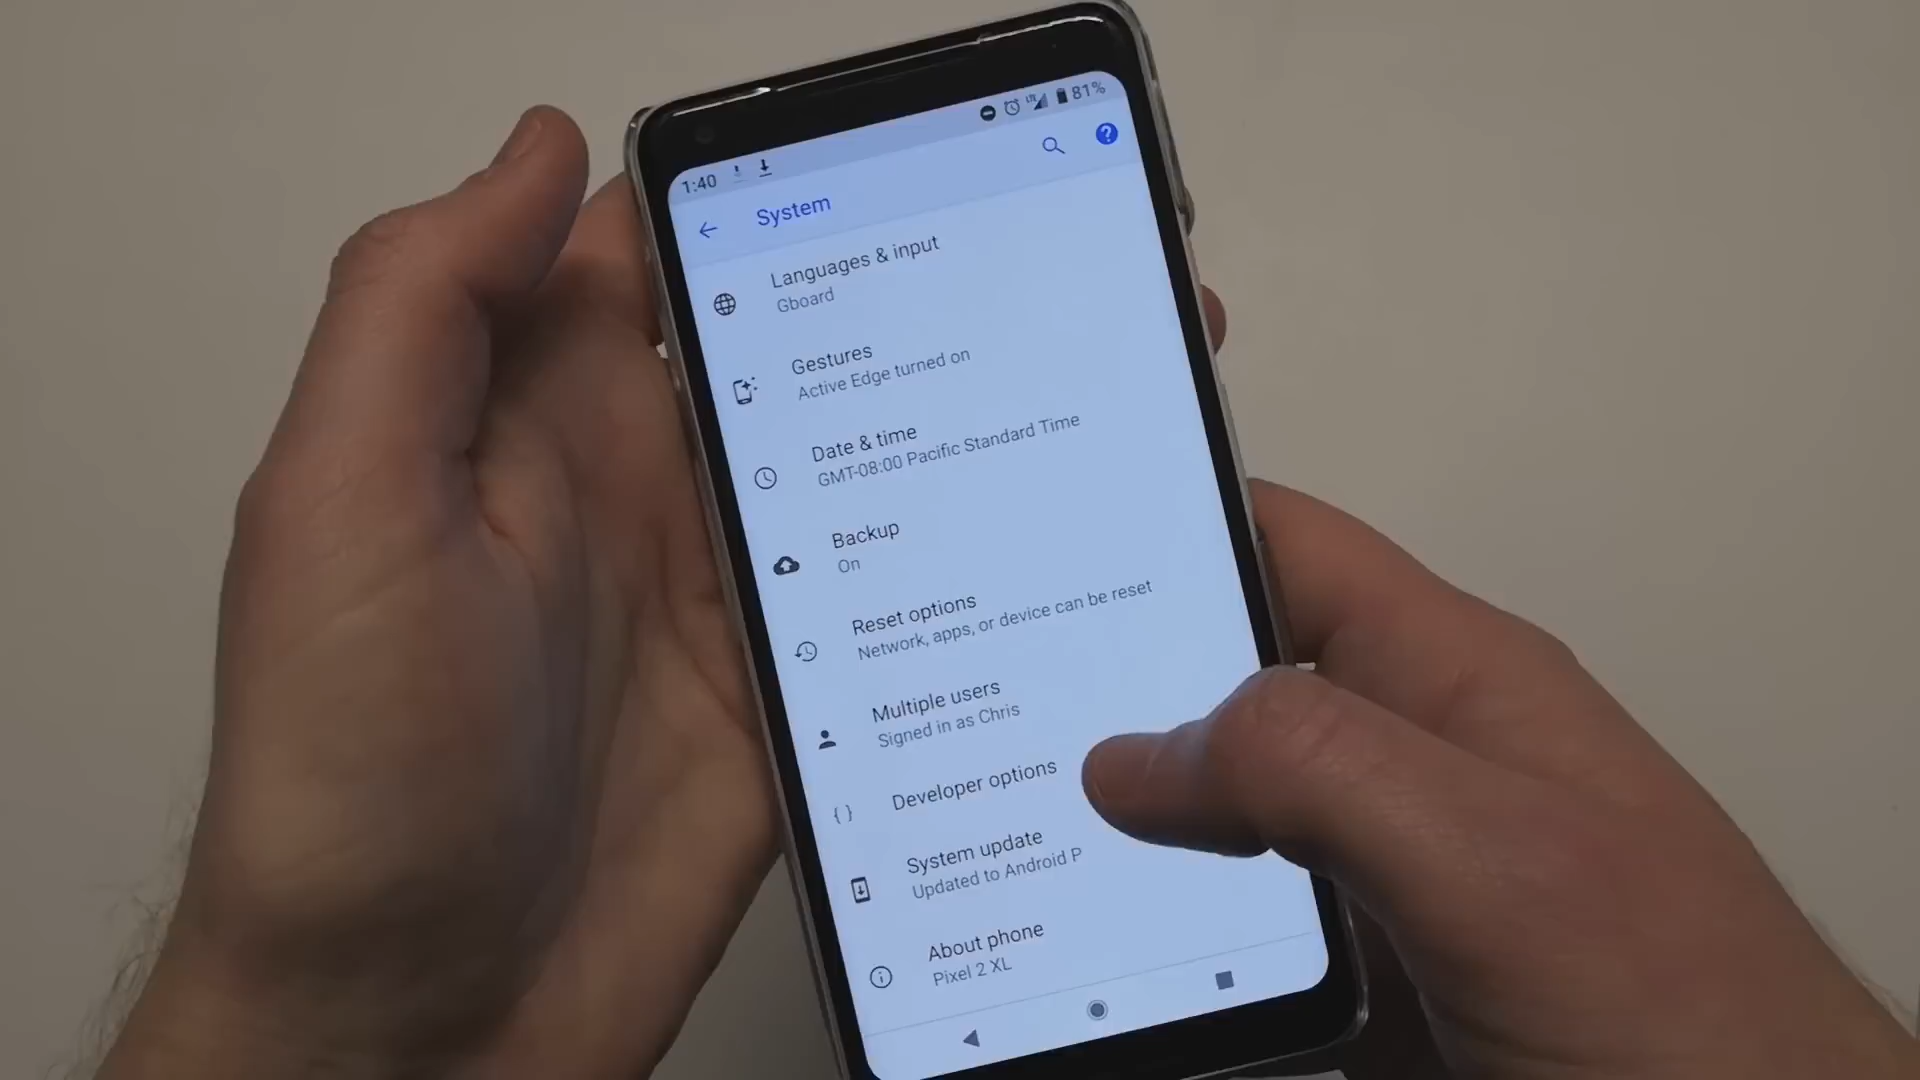 1:40
LTE
81%
?
System
Languages & input
Gboard
Gestures
Active Edge turned on
Date & time
GMT-08:00 Pacific Standard Time
Backup
On
Reset options
Network, apps, or device can be reset
Multiple users
Signed in as Chris
{ }
Developer options
System update
Updated to Android P
About phone
Pixel 2 XL